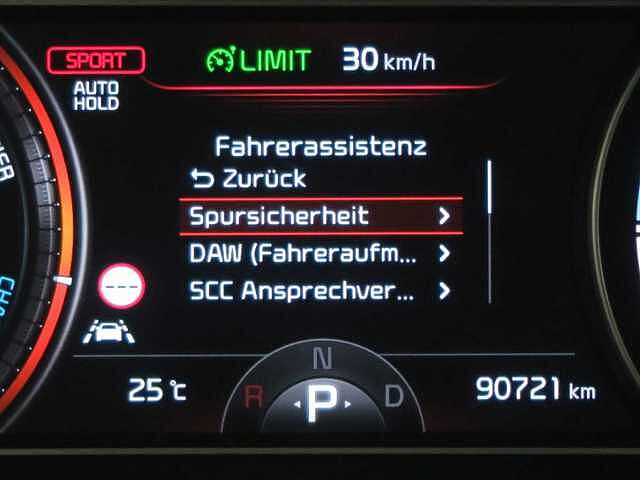 SPORT LIMIT 30 km/h
AUTO
HOLD
Fahrerassistenz
Zurück
Spursicherheit
DAW (Fahreraufm...
SCC Ansprechver...
---
N
25 °C R P D 90721 km